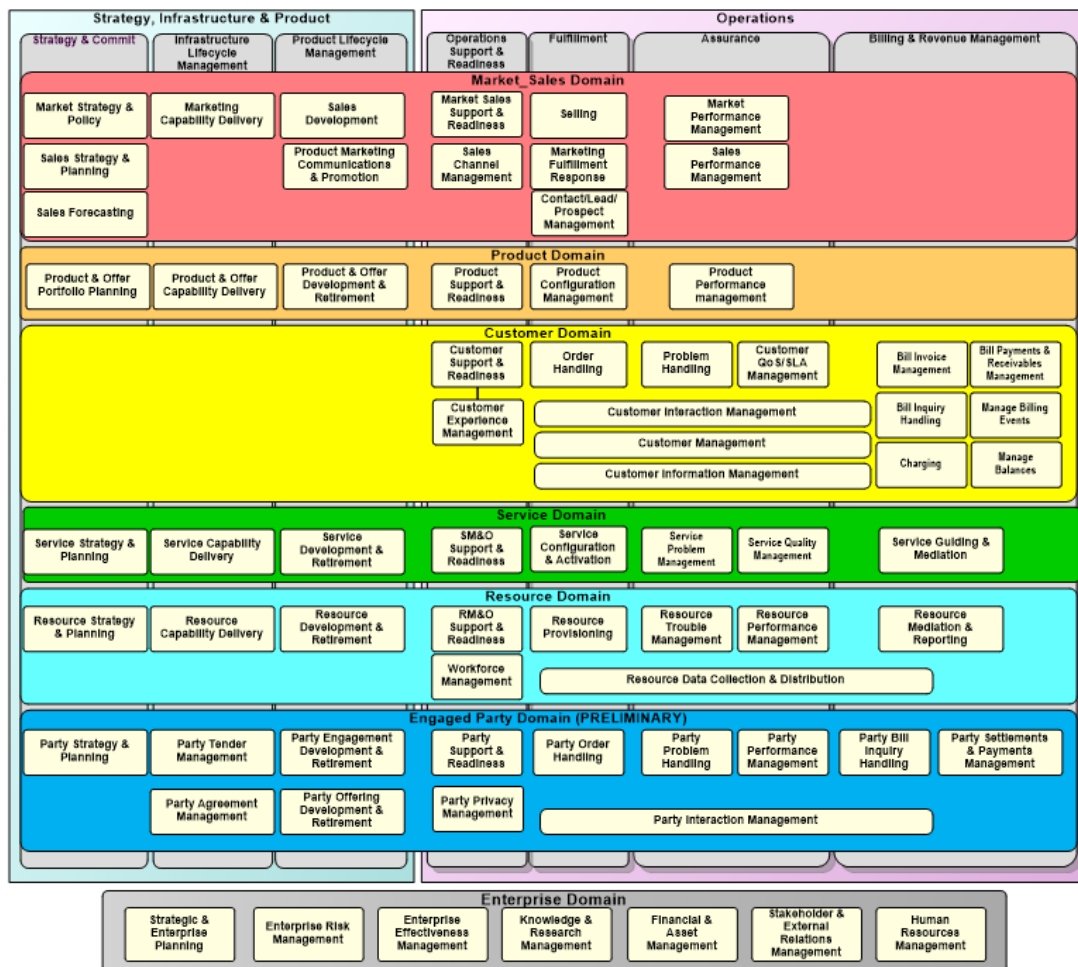 Strategy, Infrastructure & Product
Operations
Strategy & Commit
Infrastructure
Lifecycle
Management
Product Lifecycle
Management
Operations
Support &
Readiness
Fulfillment
Assurance
Billing & Revenue Management
Market_Sales Domain
Market Strategy &
Policy
Marketing
Capability Delivery
Sales
Development
Market Sales
Support &
Readiness
Selling
Market
Performance
Management
Sales Strategy &
Planning
Product Marketing
Communications
& Promotion
Sales
Channel
Management
Marketing
Fulfillment
Response
Sales
Performance
Management
Sales Forecasting
Contact/Lead/
Prospect
Management
Product Domain
Product & Offer
Portfolio Planning
Product & Offer
Capability Delivery
Product & Offer
Development &
Retirement
Product
Support &
Readiness
Product
Configuration
Management
Product
Performance
management
Customer Domain
Customer
Support &
Readiness
Order
Handling
Problem
Handling
Customer
QoS/SLA
Management
Bill Invoice
Management
Bill Payments &
Receivables
Management
Customer
Experience
Management
Customer Interaction Management
Bill Inquiry
Handling
Manage Billing
Events
Customer Management
Customer Information Management
Charging
Manage
Balances
Service Domain
Service Strategy &
Planning
Service Capability
Delivery
Service
Development &
Retirement
SM&O
Support &
Readiness
Service
Configuration
& Activation
Service
Problem
Management
Service Quality
Management
Service Guiding &
Mediation
Resource Domain
Resource Strategy
& Planning
Resource
Capability Delivery
Resource
Development &
Retirement
RM&O
Support &
Readiness
Resource
Provisioning
Resource
Trouble
Management
Resource
Performance
Management
Resource
Mediation &
Reporting
Workforce
Management
Resource Data Collection & Distribution
Engaged Party Domain (PRELIMINARY)
Party Strategy &
Planning
Party Tender
Management
Party Engagement
Development &
Retirement
Party
Support &
Readiness
Party Order
Handling
Party
Problem
Handling
Party
Performance
Management
Party Bill
Inquiry
Handling
Party Settlements
& Payments
Management
Party Agreement
Management
Party Offering
Development &
Retirement
Party Privacy
Management
Party Interaction Management
Enterprise Domain
Strategic &
Enterprise
Planning
Enterprise Risk
Management
Enterprise
Effectiveness
Management
Knowledge &
Research
Management
Financial &
Asset
Management
Stakeholder &
External
Relations
Management
Human
Resources
Management